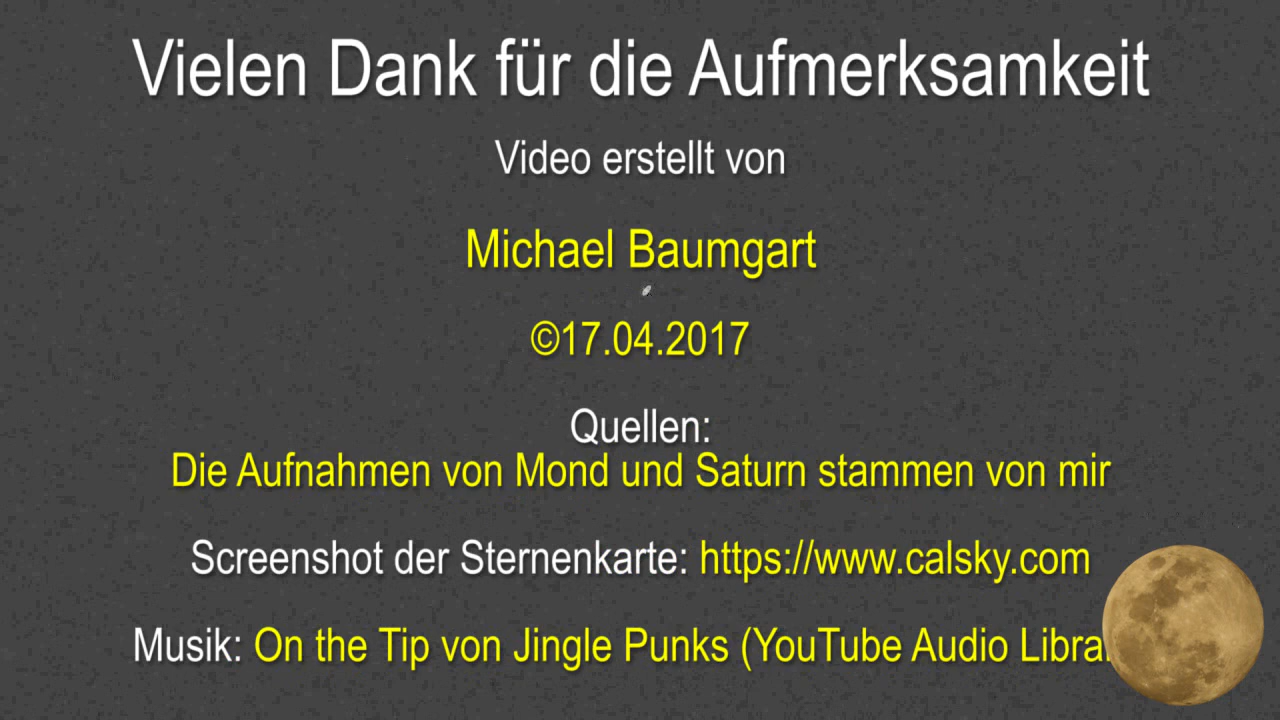 Vielen Dank für die Aufmerksamkeit
Video erstellt von
Michael Baumgart
©17.04.2017
Quellen:
Die Aufnahmen von Mond und Saturn stammen von mir
Screenshot der Sternenkarte: https://www.calsky.com
Musik: On the Tip von Jingle Punks (YouTube Audio